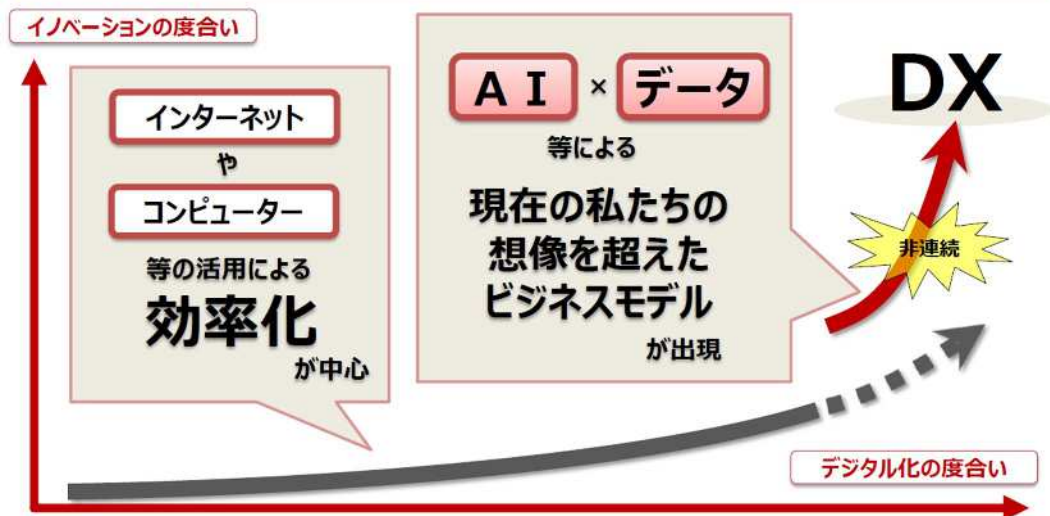 イノベーションの度合い
インターネット
や
コンピューター
等の活用による
効率化
が中心
ＡＩ × データ
等による
現在の私たちの
想像を超えた
ビジネスモデル
が出現
DX
非連続
デジタル化の度合い